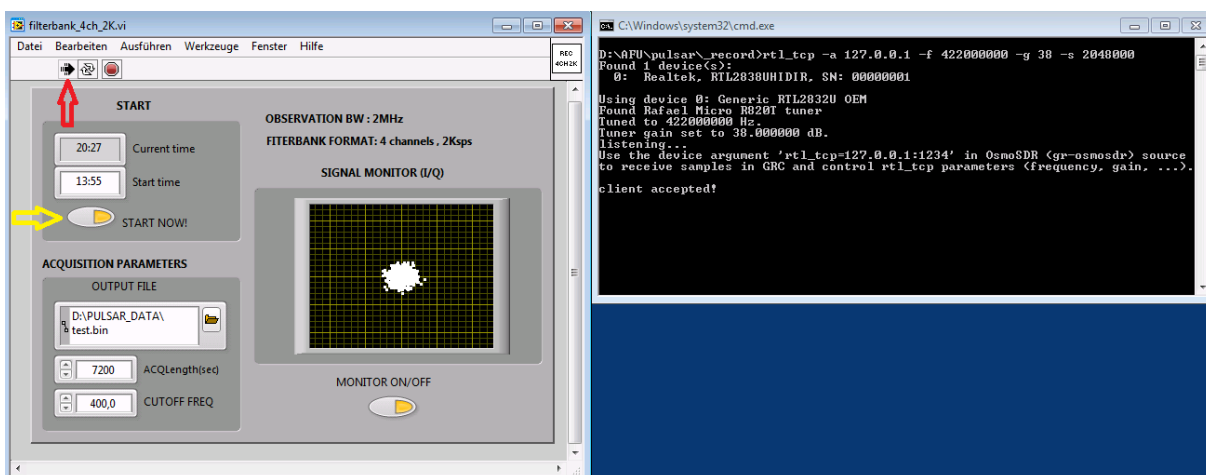 filterbank_4ch_2K.vi
Datei Bearbeiten Ausführen Werkzeuge Fenster Hilfe
REC
4CH2K
START
20:27 Current time
13:55 Start time
START NOW!
OBSERVATION BW : 2MHz
FITERBANK FORMAT: 4 channels , 2Ksps
SIGNAL MONITOR (I/Q)
ACQUISITION PARAMETERS
OUTPUT FILE
D:\PULSAR_DATA\
test.bin
7200 ACQLength(sec)
400,0 CUTOFF FREQ
MONITOR ON/OFF
C:\Windows\system32\cmd.exe
D:\AFU\pulsar\_record>rtl_tcp -a 127.0.0.1 -f 422000000 -g 38 -s 2048000
Found 1 device(s):
0: Realtek, RTL2838UHIDIR, SN: 00000001
Using device 0: Generic RTL2832U OEM
Found Rafael Micro R820T tuner
Tuned to 422000000 Hz.
Tuner gain set to 38.000000 dB.
listening...
Use the device argument 'rtl_tcp=127.0.0.1:1234' in OsmoSDR (gr-osmosdr) source
to receive samples in GRC and control rtl_tcp parameters (frequency, gain, ...).
client accepted!